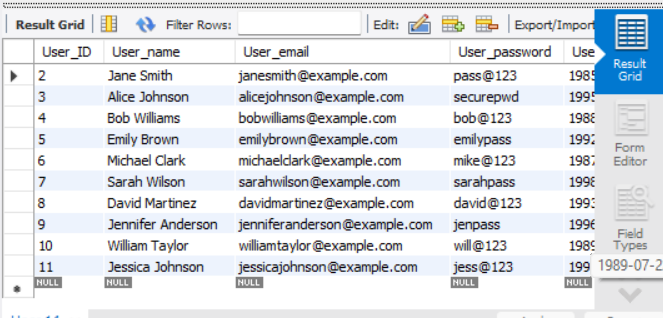 Result Grid Filter Rows: Edit: Export/Import
User_ID User_name User_email User_password Use
2 Jane Smith janesmith@example.com pass@123 1985
3 Alice Johnson alicejohnson@example.com securepwd 1995
4 Bob Williams bobwilliams@example.com bob@123 1988
5 Emily Brown emilybrown@example.com emilypass 1992
6 Michael Clark michaelclark@example.com mike@123 1987
7 Sarah Wilson sarahwilson@example.com sarahpass 1998
8 David Martinez davidmartinez@example.com david@123 1993
9 Jennifer Anderson jenniferanderson@example.com jenpass 1996
10 William Taylor williamtaylor@example.com will@123 1989
11 Jessica Johnson jessicajohnson@example.com jess@123 199
NULL NULL NULL NULL NULL
Result
Grid
Form
Editor
Field
Types
1989-07-2